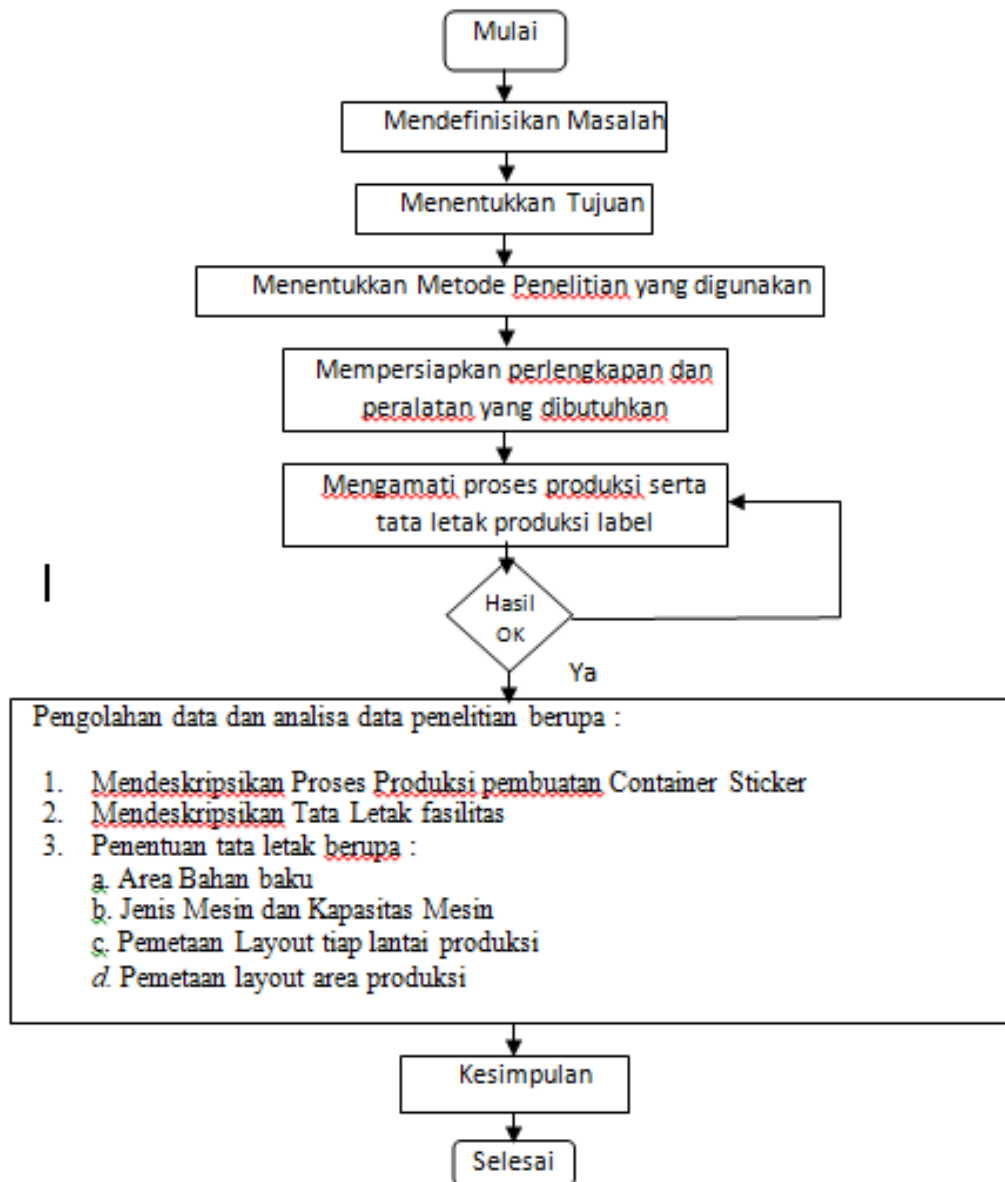 Mulai
Mendefinisikan Masalah
Menentukkan Tujuan
Menentukkan Metode Penelitian yang digunakan
Mempersiapkan perlengkapan dan
peralatan yang dibutuhkan
Mengamati proses produksi serta
tata letak produksi label
Hasil
OK
Ya
Pengolahan data dan analisa data penelitian berupa :
1. Mendeskripsikan Proses Produksi pembuatan Container Sticker
2. Mendeskripsikan Tata Letak fasilitas
3. Penentuan tata letak berupa :
a. Area Bahan baku
b. Jenis Mesin dan Kapasitas Mesin
c. Pemetaan Layout tiap lantai produksi
d. Pemetaan layout area produksi
Kesimpulan
Selesai